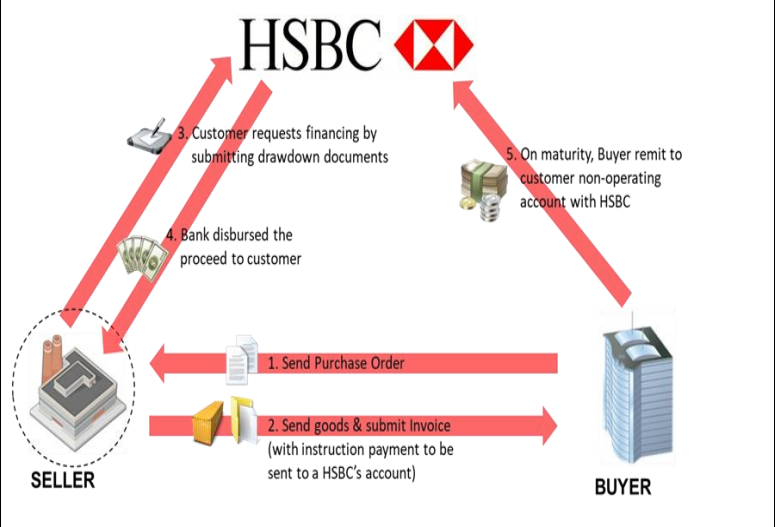 HSBC
3. Customer requests financing by
submitting drawdown documents
5. On maturity, Buyer remit to
customer non-operating
account with HSBC
4. Bank disbursed the
proceed to customer
1. Send Purchase Order
2. Send goods & submit Invoice
(with instruction payment to be
sent to a HSBC's account)
SELLER
BUYER